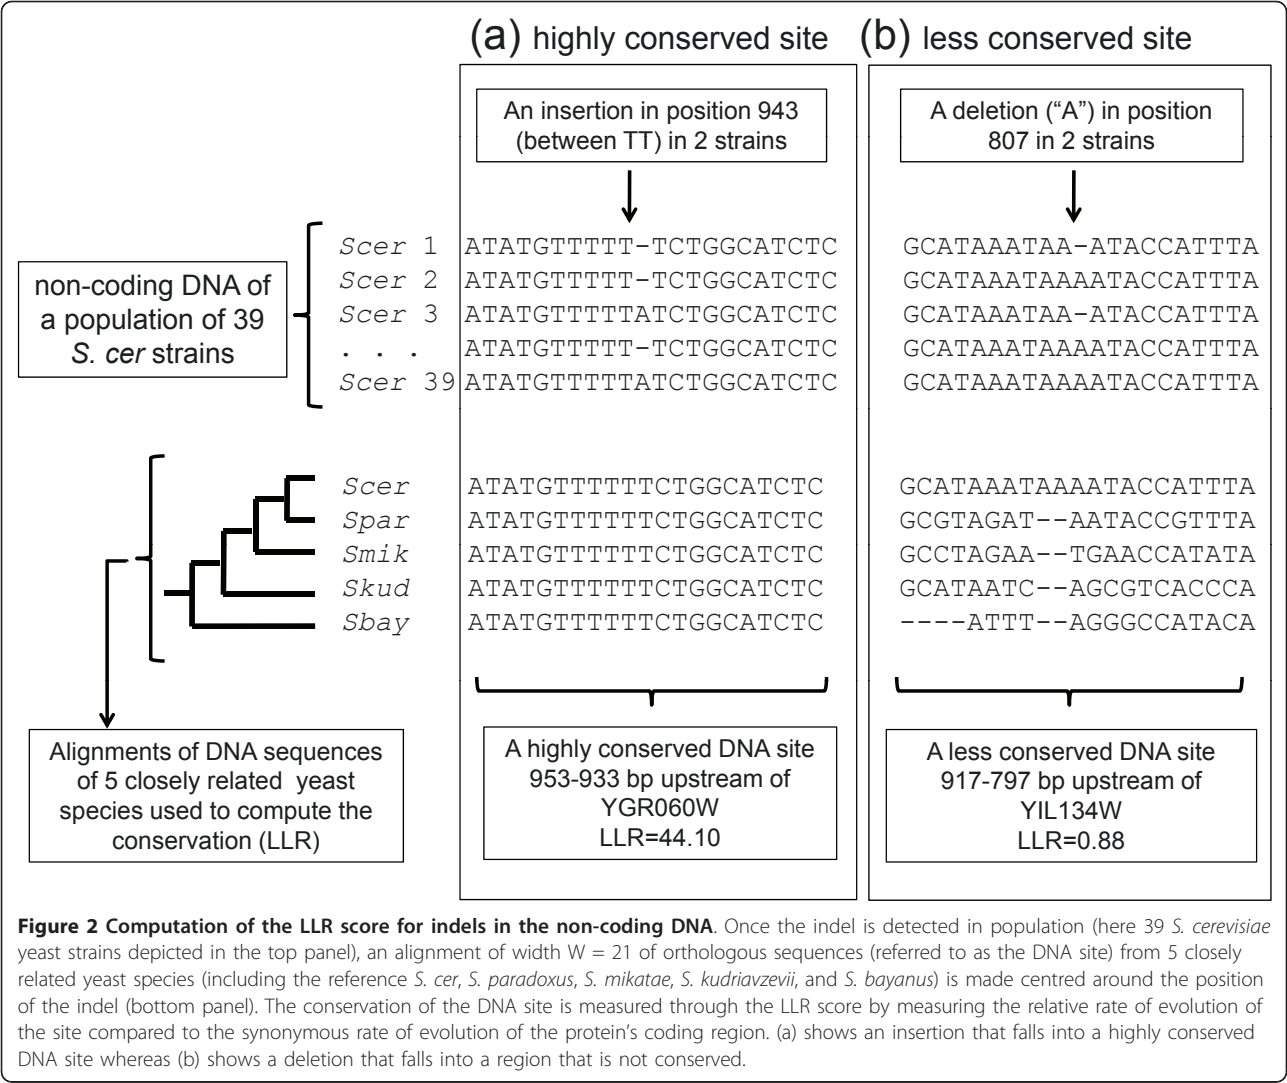 (a) highly conserved site
(b) less conserved site
An insertion in position 943
(between TT) in 2 strains
A deletion (“A”) in position
807 in 2 strains
non-coding DNA of
a population of 39
S. cer strains
Scer 1 ATATGTTTTT-TCTGGCATCTC GCATAAATAA-ATACCATTTA
Scer 2 ATATGTTTTT-TCTGGCATCTC GCATAAATAAAATACCATTTA
Scer 3 ATATGTTTTTATCTGGCATCTC GCATAAATAA-ATACCATTTA
. . . ATATGTTTTT-TCTGGCATCTC GCATAAATAAAATACCATTTA
Scer 39 ATATGTTTTTATCTGGCATCTC GCATAAATAAAATACCATTTA
Scer ATATGTTTTTTCTGGCATCTC GCATAAATAAAATACCATTTA
Spar ATATGTTTTTTCTGGCATCTC GCGTAGAT--AATACCGTTTA
Smik ATATGTTTTTTCTGGCATCTC GCCTAGAA--TGAACCATATA
Skud ATATGTTTTTTCTGGCATCTC GCATAATC--AGCGTCACCCA
Sbay ATATGTTTTTTCTGGCATCTC ----ATTT--AGGGCCATACA
Alignments of DNA sequences
of 5 closely related yeast
species used to compute the
conservation (LLR)
A highly conserved DNA site
953-933 bp upstream of
YGR060W
LLR=44.10
A less conserved DNA site
917-797 bp upstream of
YIL134W
LLR=0.88
Figure 2 Computation of the LLR score for indels in the non-coding DNA. Once the indel is detected in population (here 39 S. cerevisiae
yeast strains depicted in the top panel), an alignment of width W = 21 of orthologous sequences (referred to as the DNA site) from 5 closely
related yeast species (including the reference S. cer, S. paradoxus, S. mikatae, S. kudriavzevii, and S. bayanus) is made centred around the position
of the indel (bottom panel). The conservation of the DNA site is measured through the LLR score by measuring the relative rate of evolution of
the site compared to the synonymous rate of evolution of the protein’s coding region. (a) shows an insertion that falls into a highly conserved
DNA site whereas (b) shows a deletion that falls into a region that is not conserved.